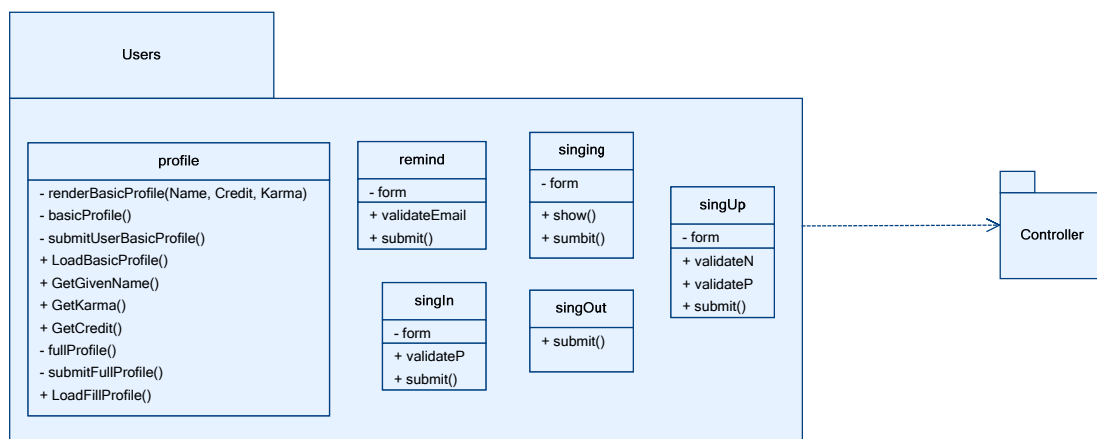 Users
profile
- renderBasicProfile(Name, Credit, Karma)
- basicProfile()
- submitUserBasicProfile()
+ LoadBasicProfile()
+ GetGivenName()
+ GetKarma()
+ GetCredit()
- fullProfile()
- submitFullProfile()
+ LoadFillProfile()
remind
- form
+ validateEmail
+ submit()
singing
- form
+ show()
+ sumbit()
singUp
- form
+ validateN
+ validateP
+ submit()
singIn
- form
+ validateP
+ submit()
singOut
+ submit()
Controller